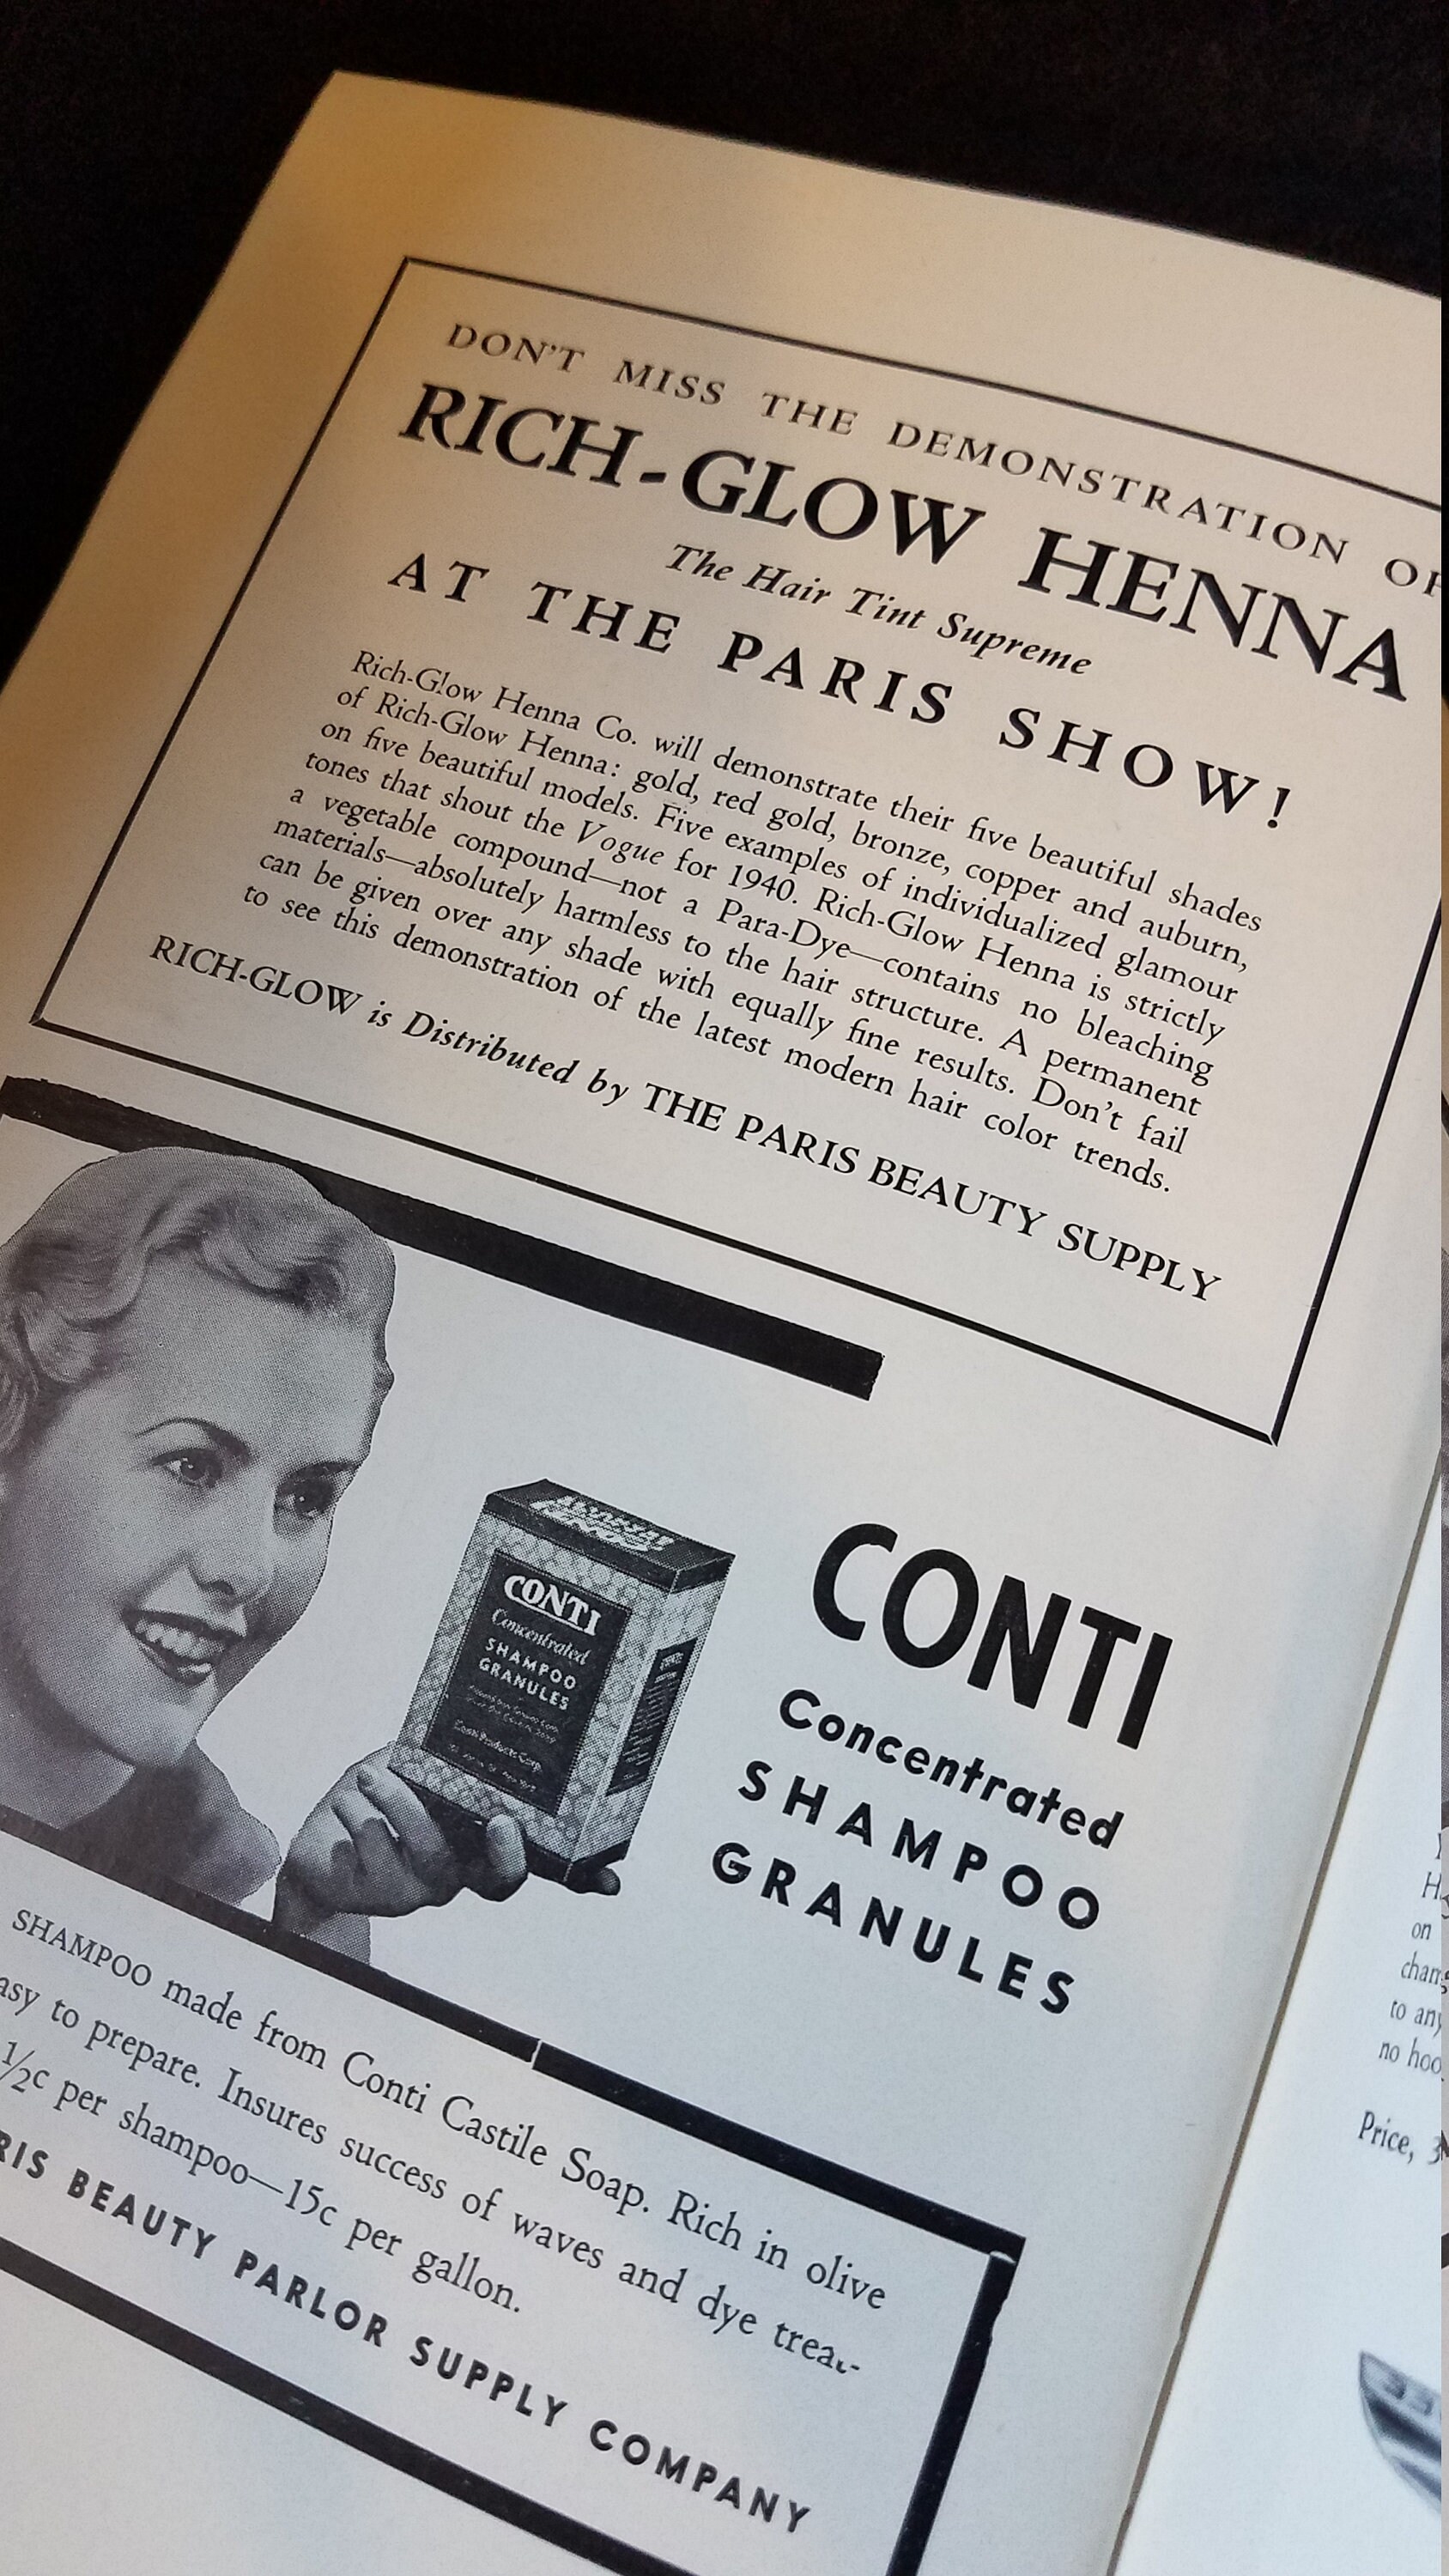 DON'T MISS THE DEMONSTRATION OF
RICH-GLOW HENNA
The Hair Tint Supreme
AT THE PARIS SHOW!
Rich-Glow Henna Co. will demonstrate their five beautiful shades
of Rich-Glow Henna: gold, red gold, bronze, copper and auburn,
on five beautiful models. Five examples of individualized glamour
tones that shout the Vogue for 1940. Rich-Glow Henna is strictly
a vegetable compound—not a Para-Dye—contains no bleaching
materials—absolutely harmless to the hair structure. A permanent
can be given over any shade with equally fine results. Don't fail
to see this demonstration of the latest modern hair color trends.
RICH-GLOW is Distributed by THE PARIS BEAUTY SUPPLY
CONTI
Concentrated
SHAMPOO
GRANULES
Conti Products Corp.
CONTI
Concentrated
SHAMPOO
GRANULES
SHAMPOO made from Conti Castile Soap. Rich in olive
asy to prepare. Insures success of waves and dye treat-
½c per shampoo—15c per gallon.
RIS BEAUTY PARLOR SUPPLY COMPANY
on
to any
no hoo
Price, 3